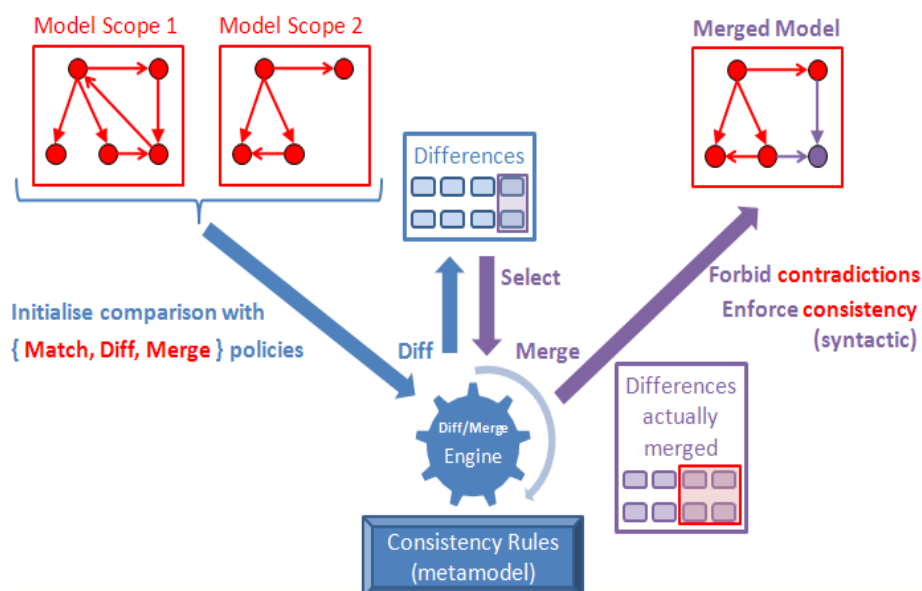 Model Scope 1
Model Scope 2
Merged Model
Differences
Select
Forbid contradictions
Enforce consistency
(syntactic)
Initialise comparison with
{ Match, Diff, Merge } policies
Diff
Merge
Differences
actually
merged
Diff/Merge
Engine
Consistency Rules
(metamodel)